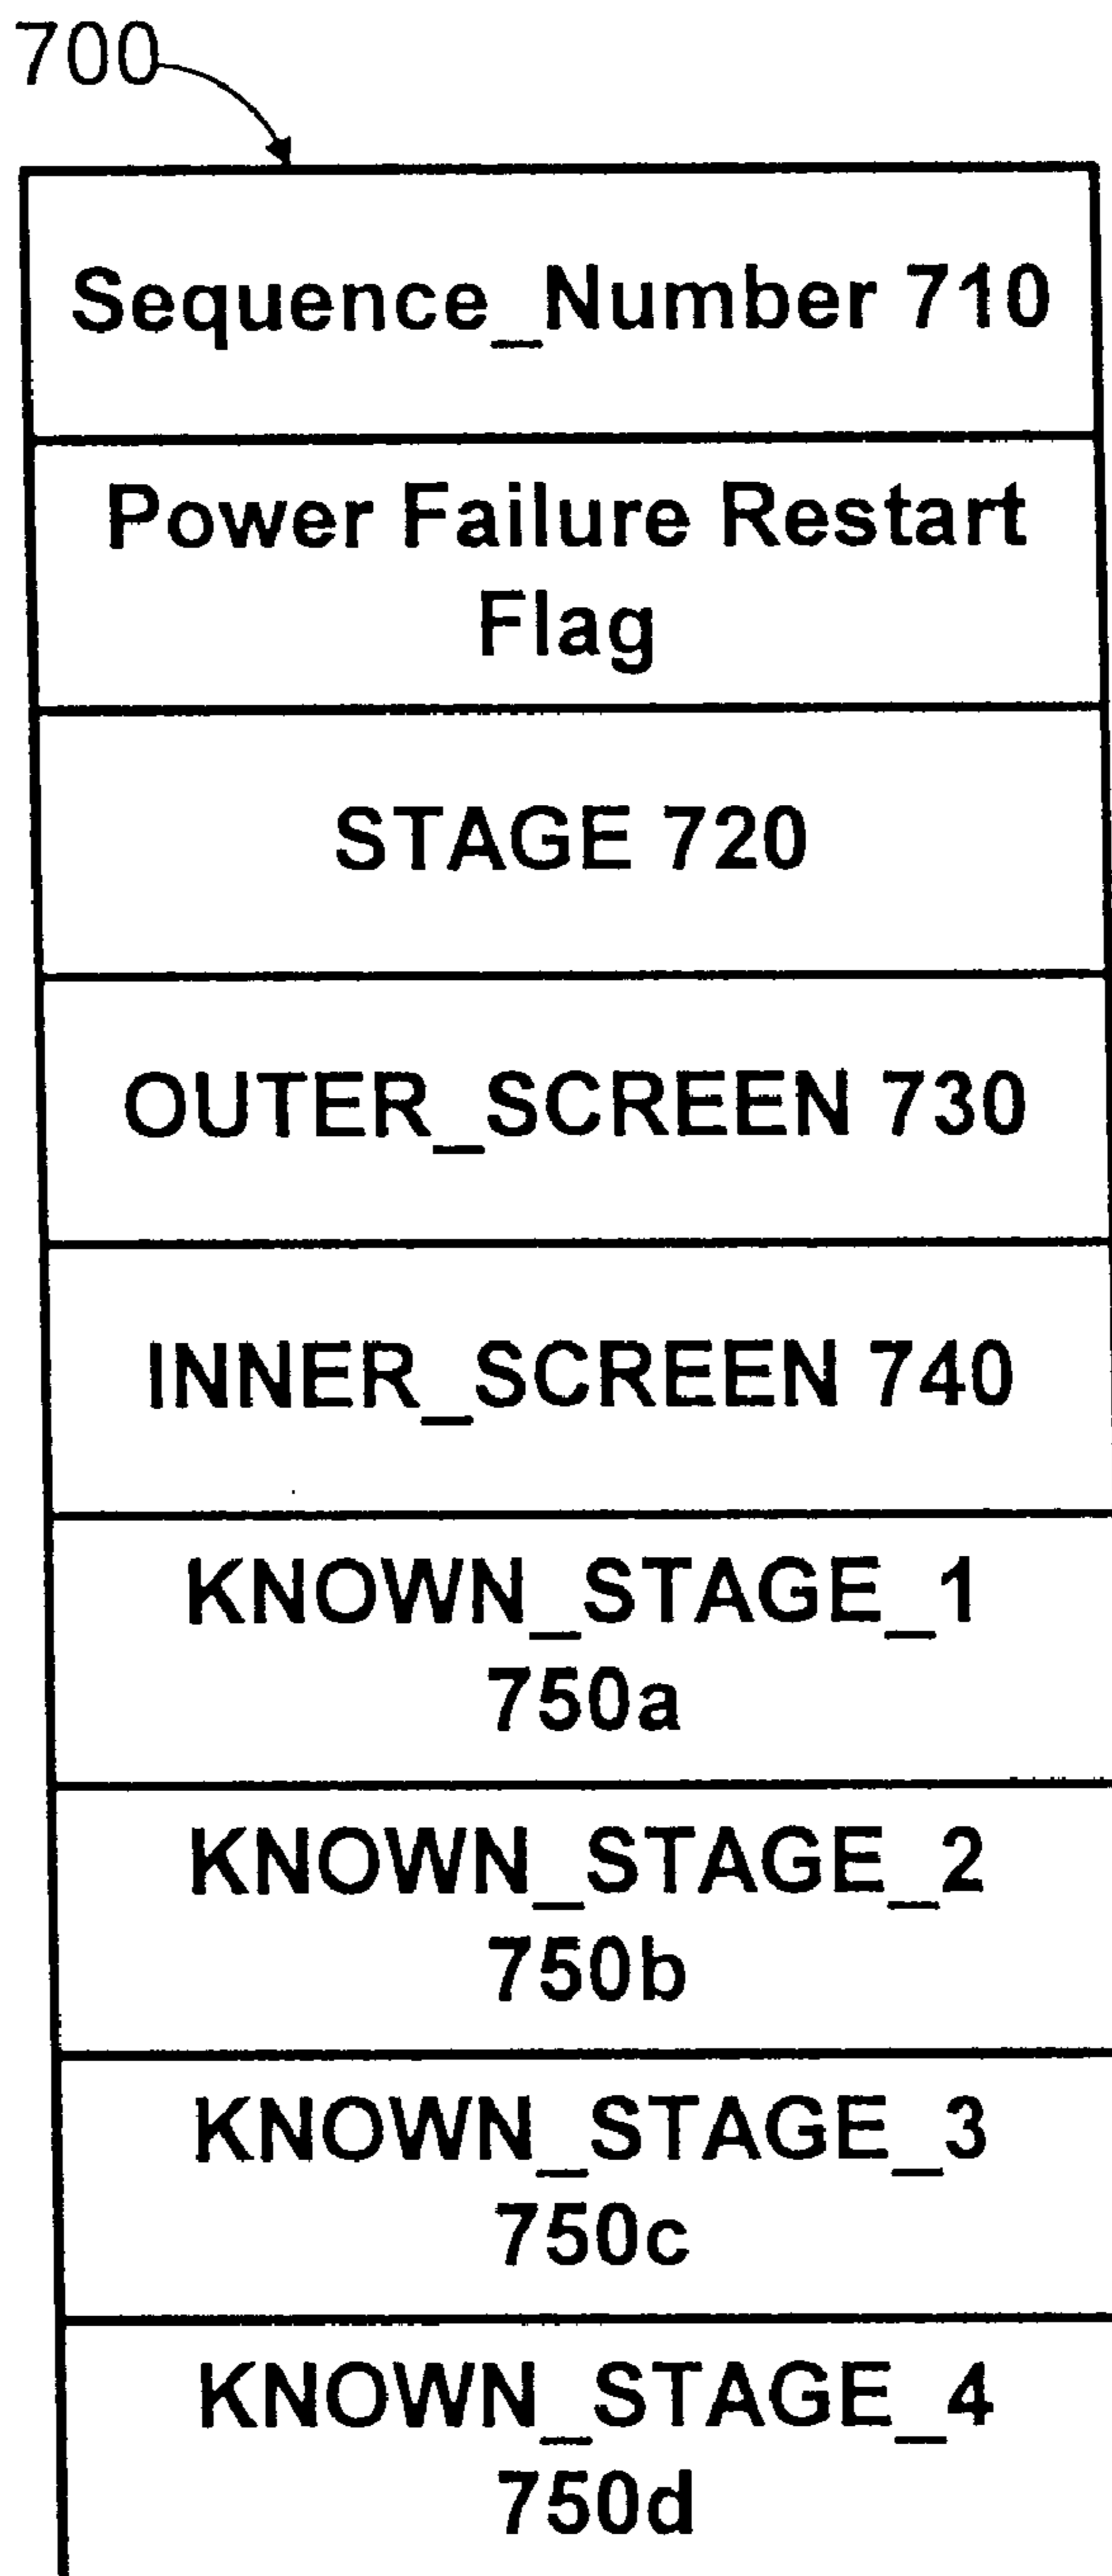 700
Sequence_Number 710
Power Failure Restart
Flag
STAGE 720
OUTER_SCREEN 730
INNER_SCREEN 740
KNOWN_STAGE_1
750a
KNOWN_STAGE_2
750b
KNOWN_STAGE_3
750c
KNOWN_STAGE_4
750d